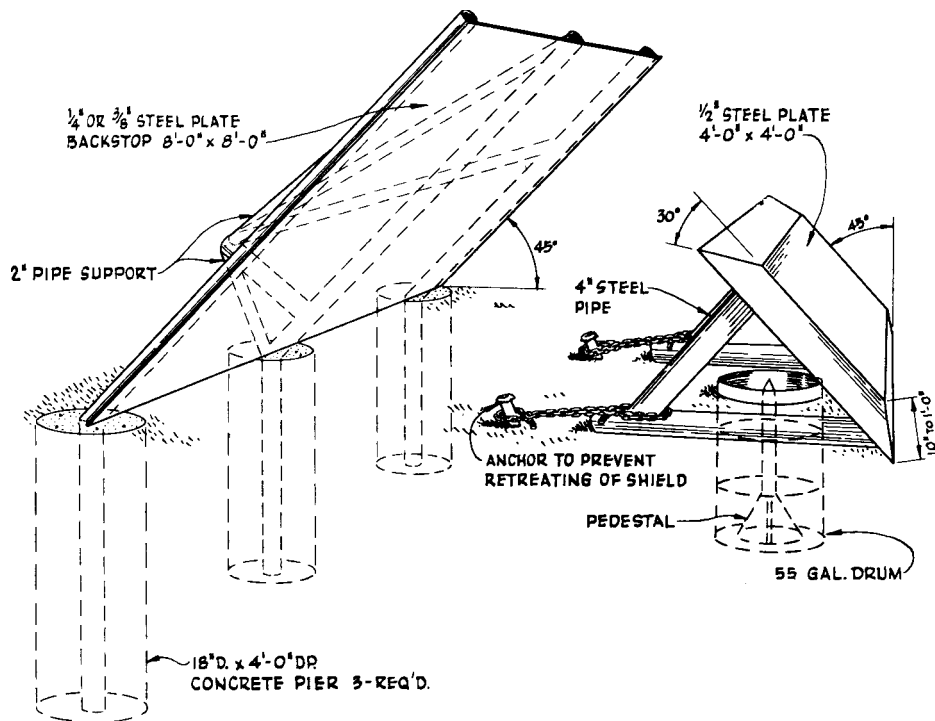 1/4" OR 3/8" STEEL PLATE
BACKSTOP 8'-0" x 8'-0"
1/2" STEEL PLATE
4'-0" x 4'-0"
30°
45°
2" PIPE SUPPORT
45°
4" STEEL
PIPE
10" TO 1'-0"
ANCHOR TO PREVENT
RETREATING OF SHIELD
PEDESTAL
55 GAL. DRUM
18"D. x 4'-0" DP.
CONCRETE PIER 3-REQ'D.